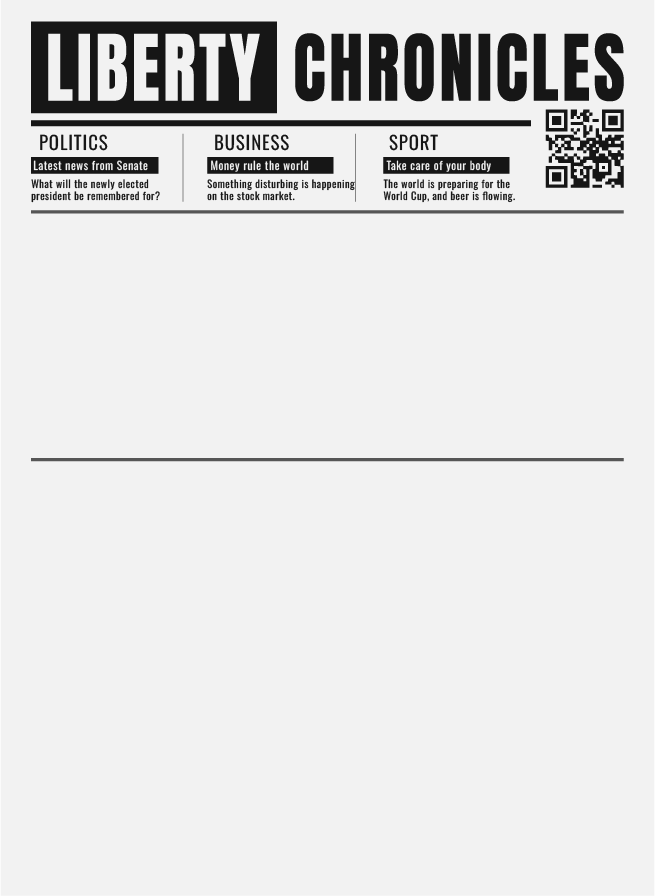 LIBERTY CHRONICLES
POLITICS
Latest news from Senate
What will the newly elected
president be remembered for?
BUSINESS
Money rule the world
Something disturbing is happening
on the stock market.
SPORT
Take care of your body
The world is preparing for the
World Cup, and beer is flowing.